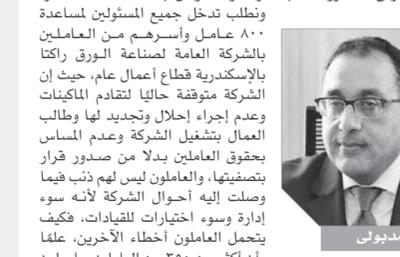 ونطلب تدخل جميع المسئولين لمساعدة
٨٠٠ عامل وأسرهم من العاملين
بالشركة العامة لصناعة الورق راكتا
بالإسكندرية قطاع أعمال عام، حيث إن
الشركة متوقفة حاليًا لتقادم الماكينات
وعدم إجراء إحلال وتجديد لها وطالب
العمال بتشغيل الشركة وعدم المساس
بحقوق العاملين بدلا من صدور قرار
بتصفيتها، والعاملون ليس لهم ذنب فيما
وصلت إليه أحوال الشركة لأنه سوء
إدارة وسوء اختيارات للقيادات، فكيف
يتحمل العاملون أخطاء الآخرين، علمًا
مدبولى